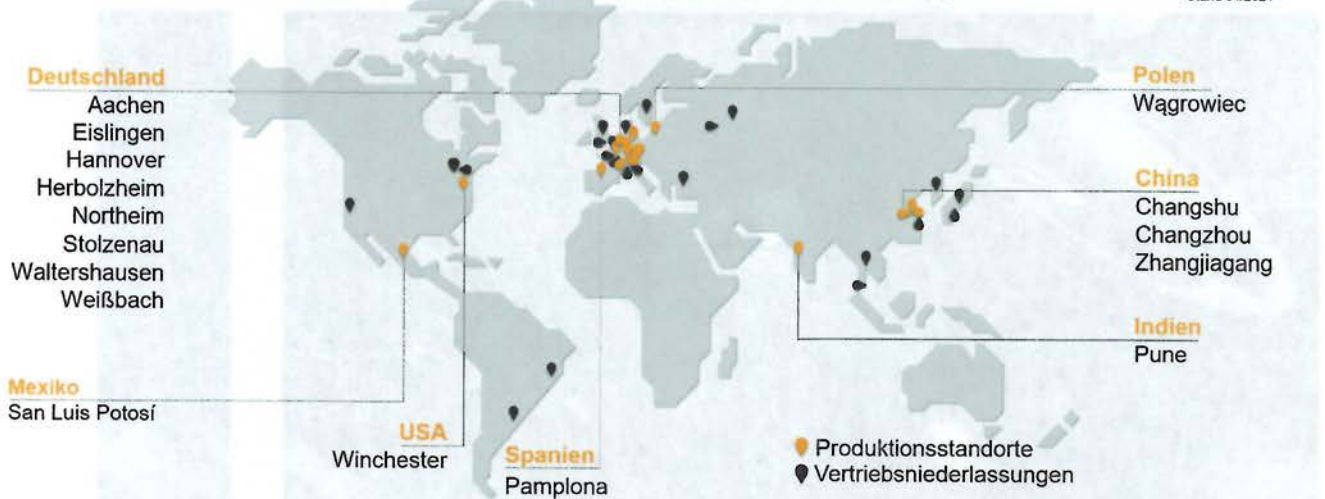 Deutschland
Aachen
Eislingen
Hannover
Herbolzheim
Northeim
Stolzenau
Waltershausen
Weißbach
Mexiko
San Luis Potosí
USA
Winchester
Spanien
Pamplona
Polen
Wągrowiec
China
Changshu
Changzhou
Zhangjiagang
Indien
Pune
Produktionsstandorte
Vertriebsniederlassungen